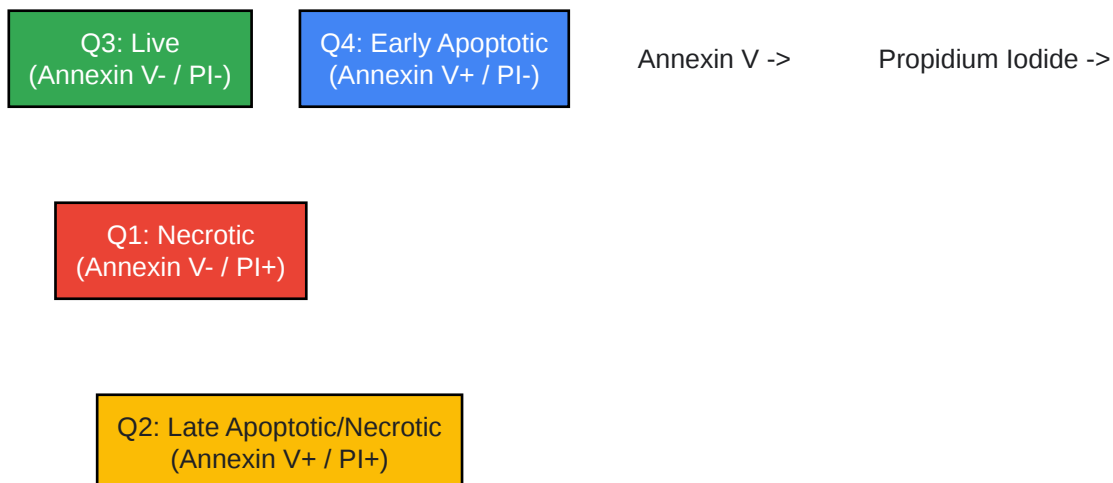 Q3: Live
(Annexin V- / PI-)
Q4: Early Apoptotic
(Annexin V+ / PI-)
Annexin V ->
Propidium Iodide ->
Q1: Necrotic
(Annexin V- / PI+)
Q2: Late Apoptotic/Necrotic
(Annexin V+ / PI+)